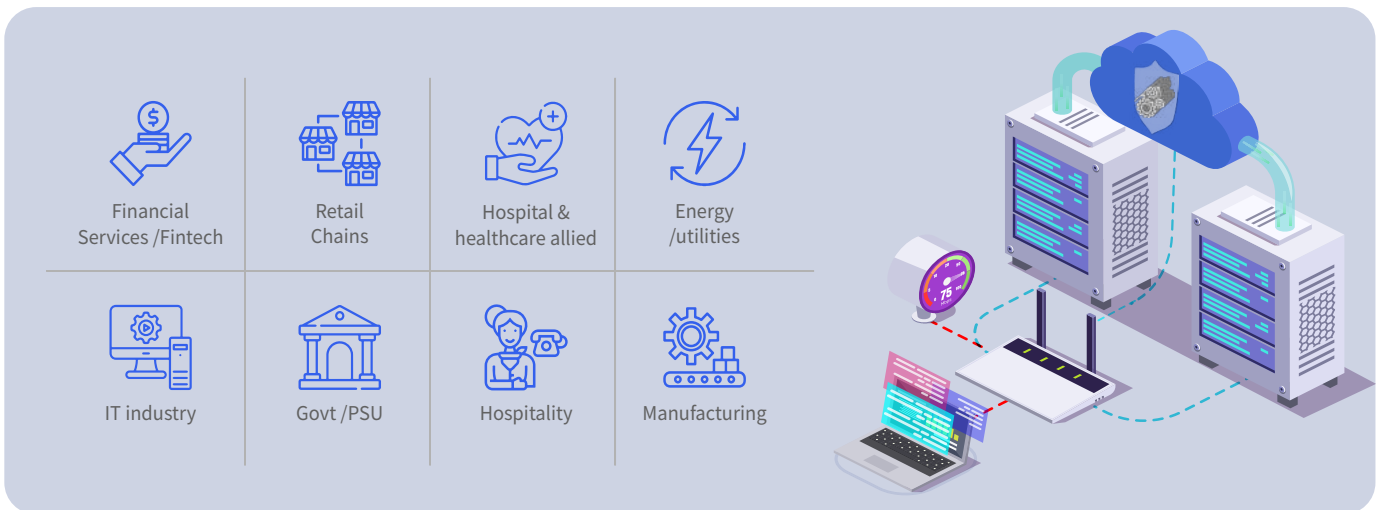 $
Financial
Services /Fintech
Retail
Chains
Hospital &
healthcare allied
Energy
/utilities
IT industry
Govt /PSU
Hospitality
Manufacturing
75